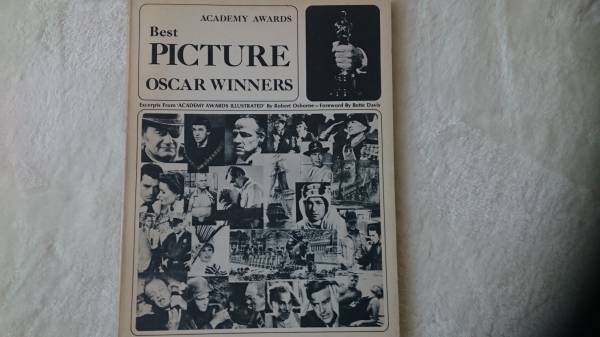 ACADEMY AWARDS
Best
PICTURE
OSCAR WINNERS
Excerpts From 'ACADEMY AWARDS ILLUSTRATED' By Robert Osborne—Foreword By Bette Davis